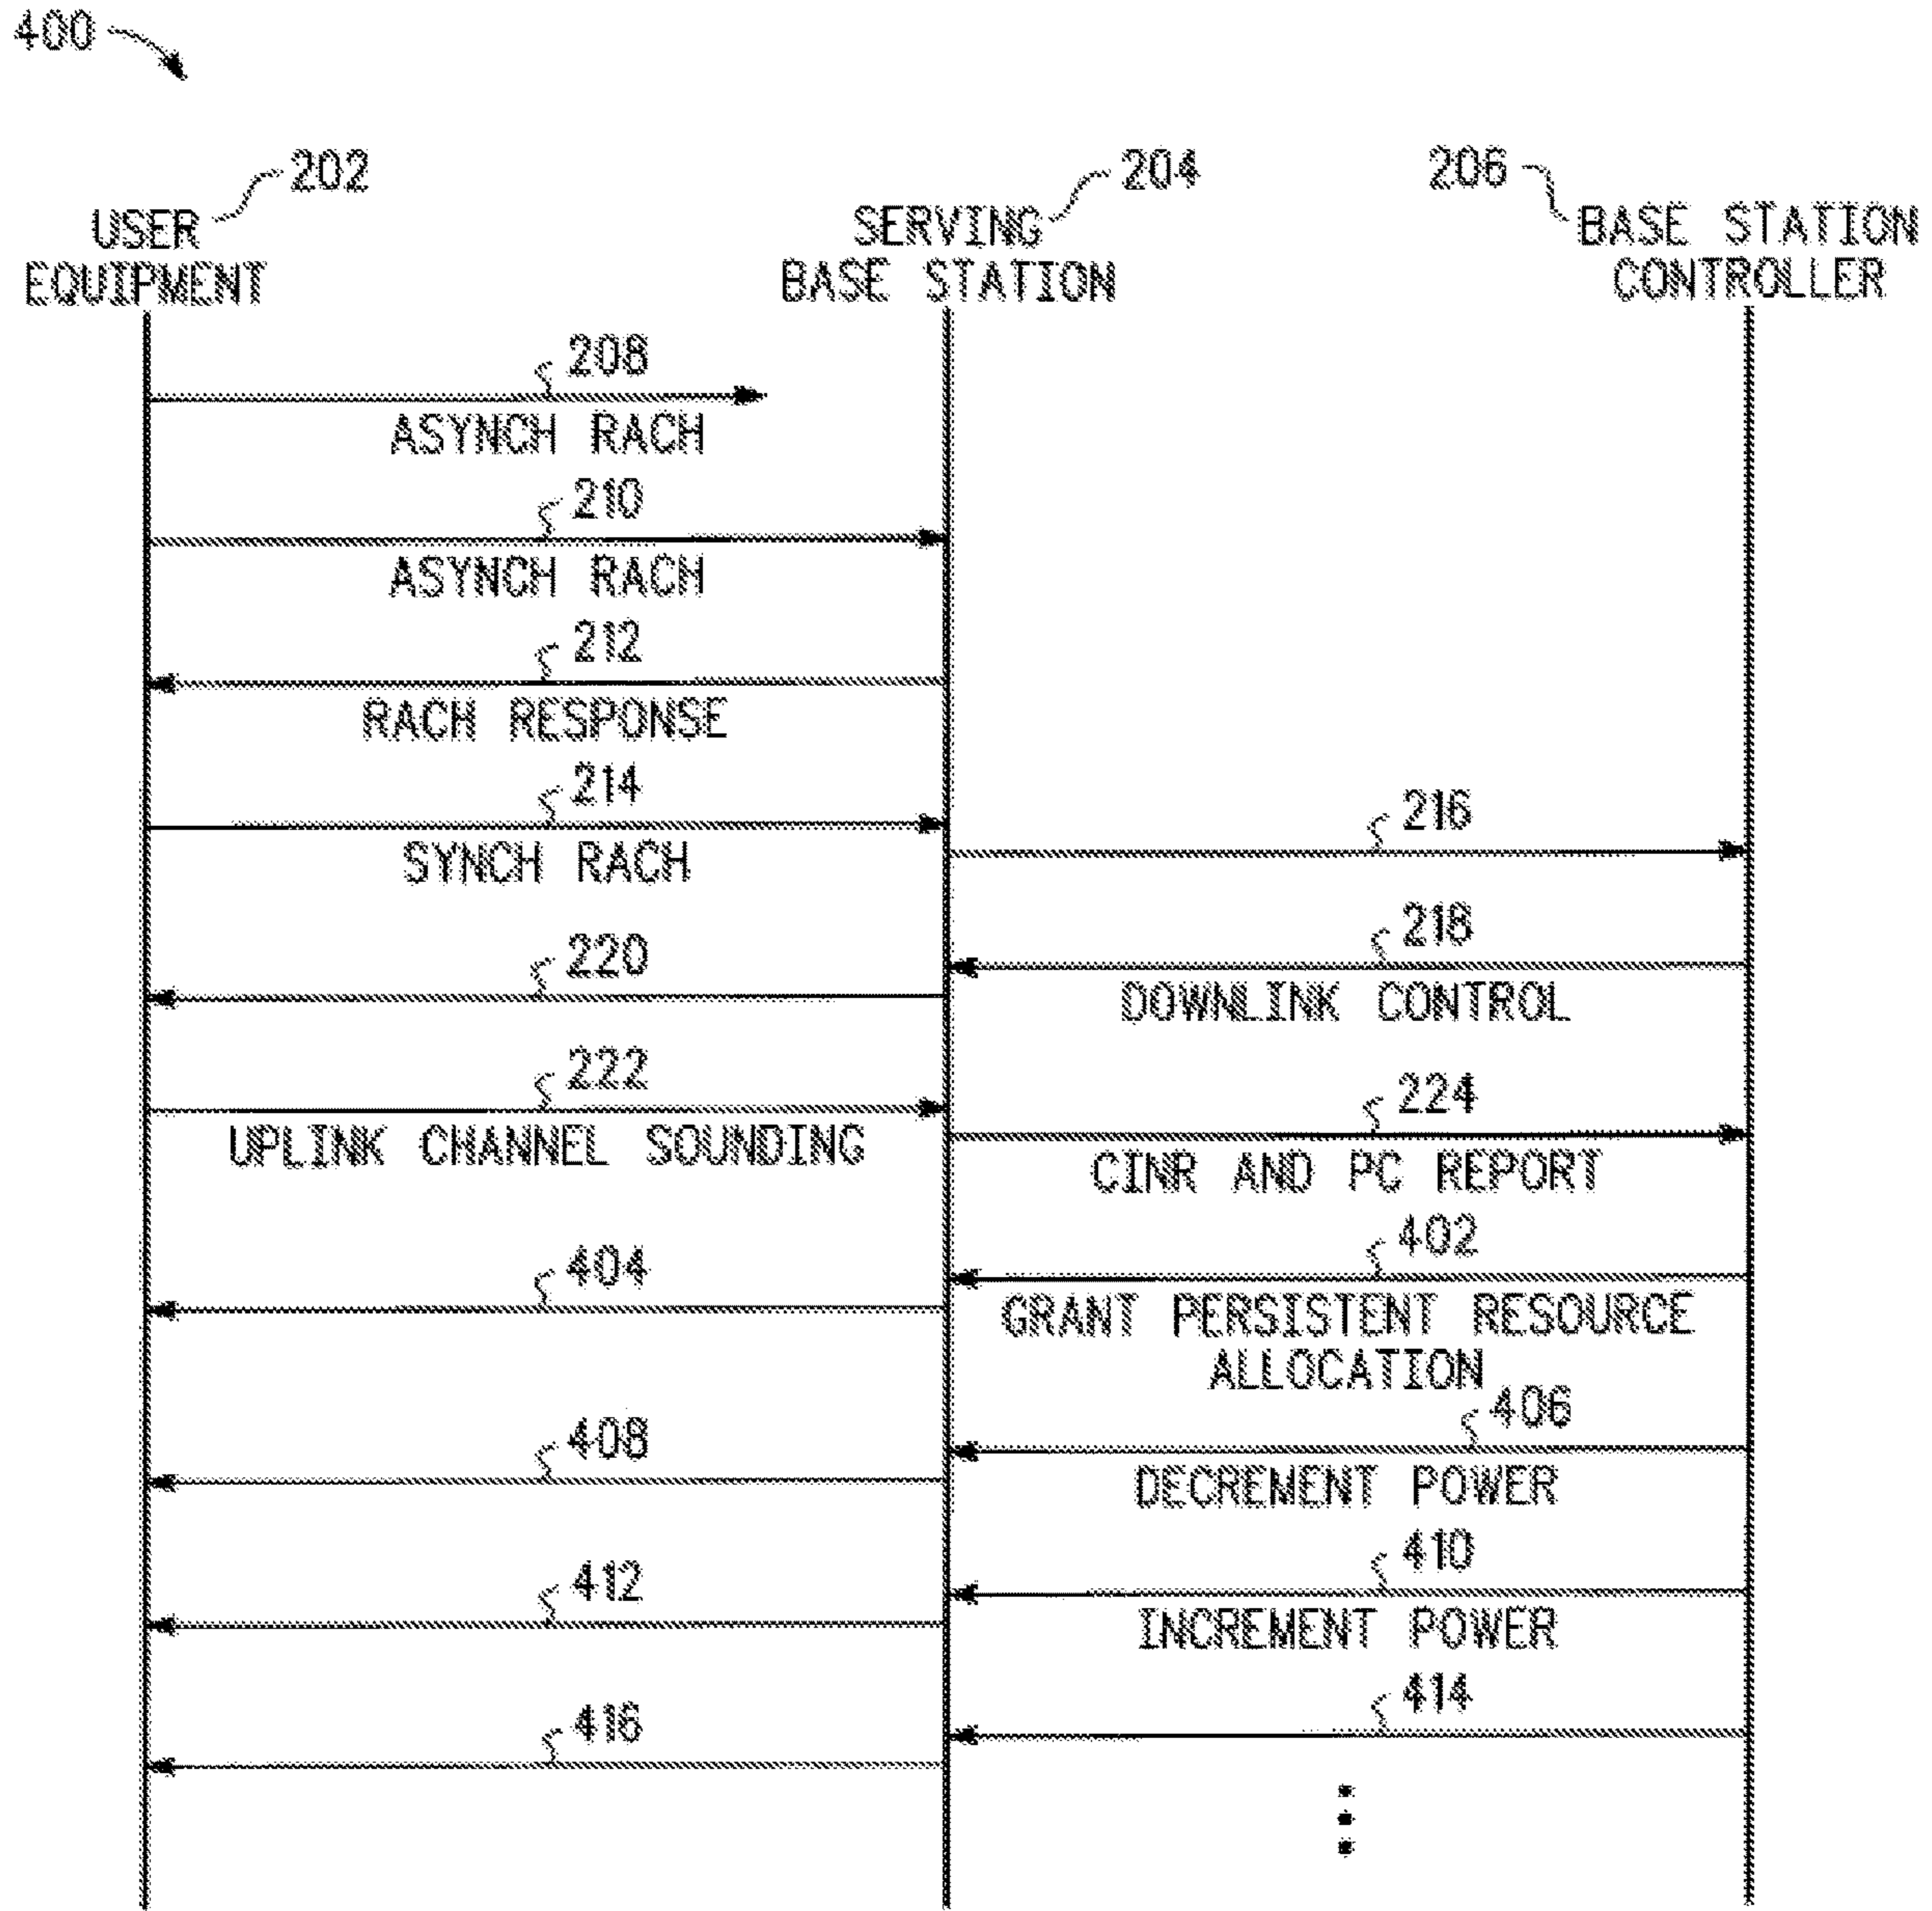 400
202
204
206
USER
EQUIPMENT
SERVING
BASE STATION
BASE STATION
CONTROLLER
208
ASYNCH RACH
210
ASYNCH RACH
212
RACH RESPONSE
214
SYNCH RACH
216
218
DOWNLINK CONTROL
220
222
UPLINK CHANNEL SOUNDING
224
CINR AND PC REPORT
402
GRANT PERSISTENT RESOURCE
ALLOCATION
404
406
DECREMENT POWER
408
410
INCREMENT POWER
412
414
416